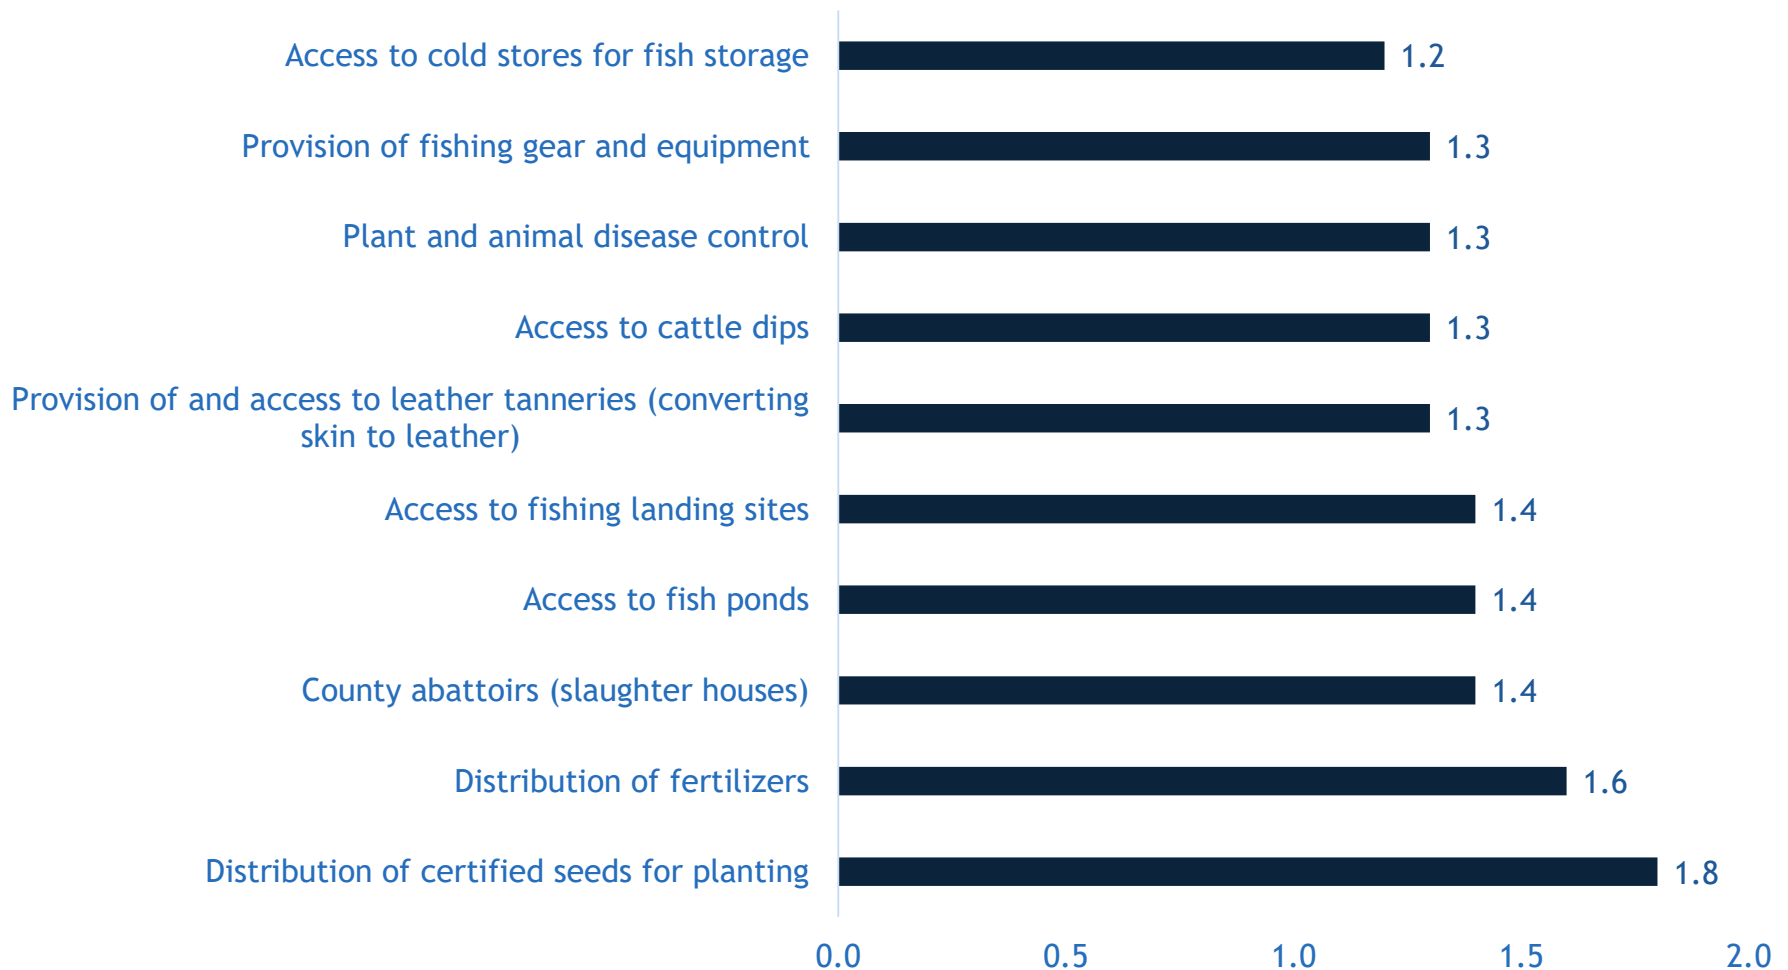 Access to cold stores for fish storage 1.2
Provision of fishing gear and equipment 1.3
Plant and animal disease control 1.3
Access to cattle dips 1.3
Provision of and access to leather tanneries (converting
skin to leather) 1.3
Access to fishing landing sites 1.4
Access to fish ponds 1.4
County abattoirs (slaughter houses) 1.4
Distribution of fertilizers 1.6
Distribution of certified seeds for planting 1.8
0.0 0.5 1.0 1.5 2.0